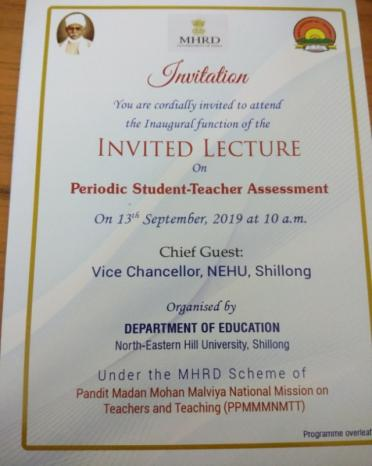 MHRD
GOVERNMENT OF INDIA
Invitation
You are cordially invited to attend
the Inaugural function of the
INVITED LECTURE
On
Periodic Student-Teacher Assessment
On 13th September, 2019 at 10 a.m.
Chief Guest:
Vice Chancellor, NEHU, Shillong
Organised by
DEPARTMENT OF EDUCATION
North-Eastern Hill University, Shillong
Under the MHRD Scheme of
Pandit Madan Mohan Malviya National Mission on
Teachers and Teaching (PPMMMNMTT)
Programme overleaf